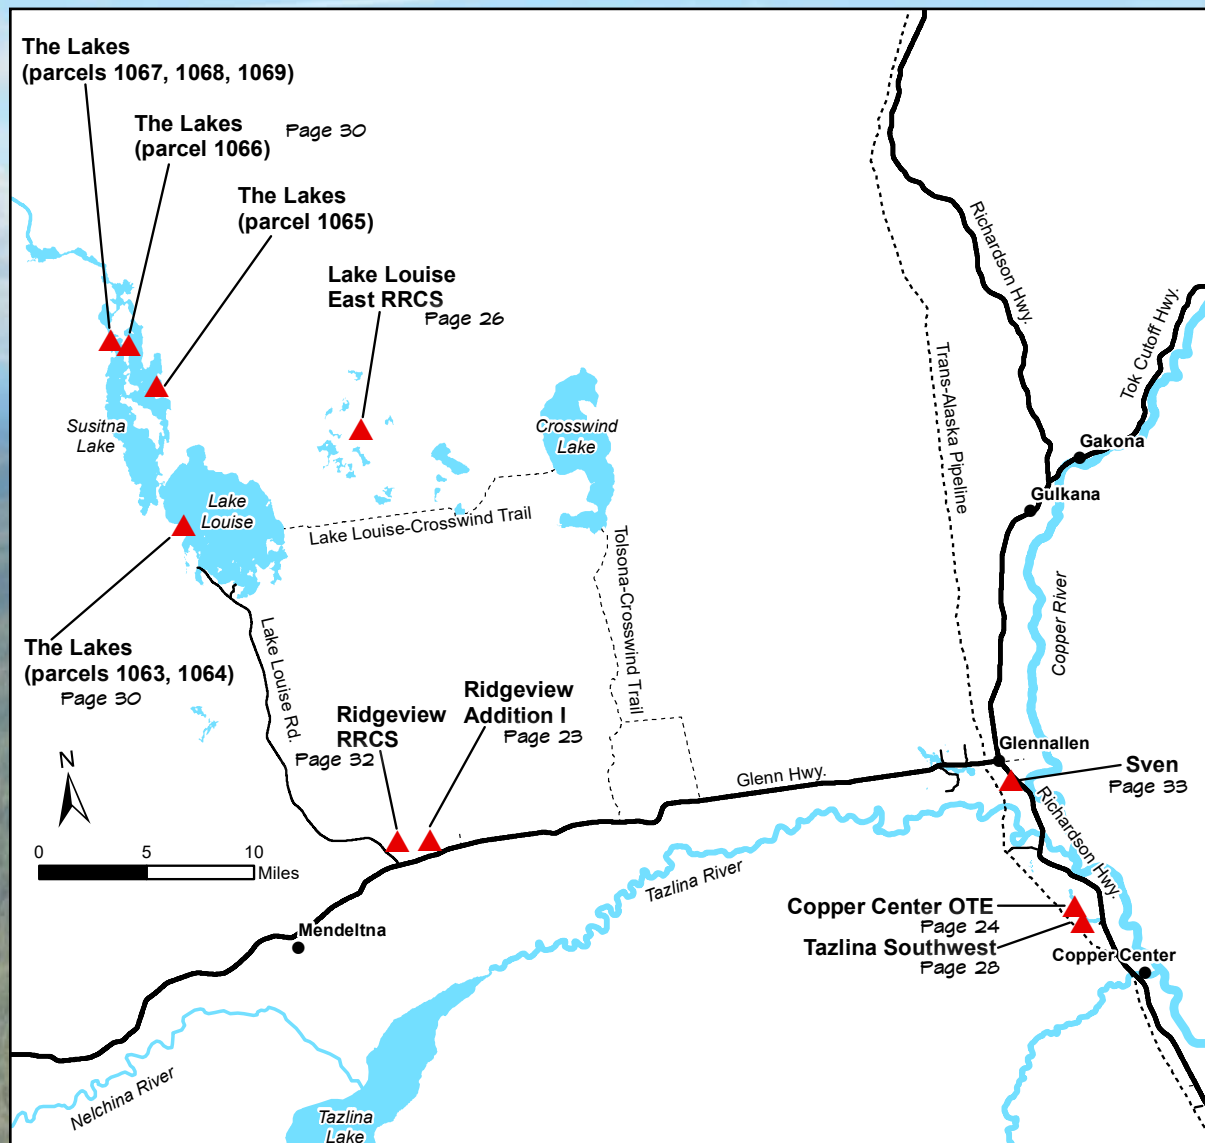 The Lakes
(parcels 1067, 1068, 1069)
The Lakes
(parcel 1066)
Page 30
The Lakes
(parcel 1065)
Lake Louise
East RRCS
Page 26
Richardson Hwy.
Tok Cutoff Hwy.
Trans-Alaska Pipeline
Susitna
Lake
Crosswind
Lake
Gakona
Gulkana
Lake
Louise
Lake Louise-Crosswind Trail
Tolsona-Crosswind Trail
Copper River
The Lakes
(parcels 1063, 1064)
Page 30
Lake Louise Rd.
Ridgeview
RRCS
Page 32
Ridgeview
Addition I
Page 23
N
Glennallen
Glenn Hwy.
Sven
Page 33
Richardson Hwy.
0 5 10
Miles
Tazlina River
Copper Center OTE
Page 24
Tazlina Southwest
Page 28
Copper Center
Mendeltna
Nelchina River
Tazlina
Lake